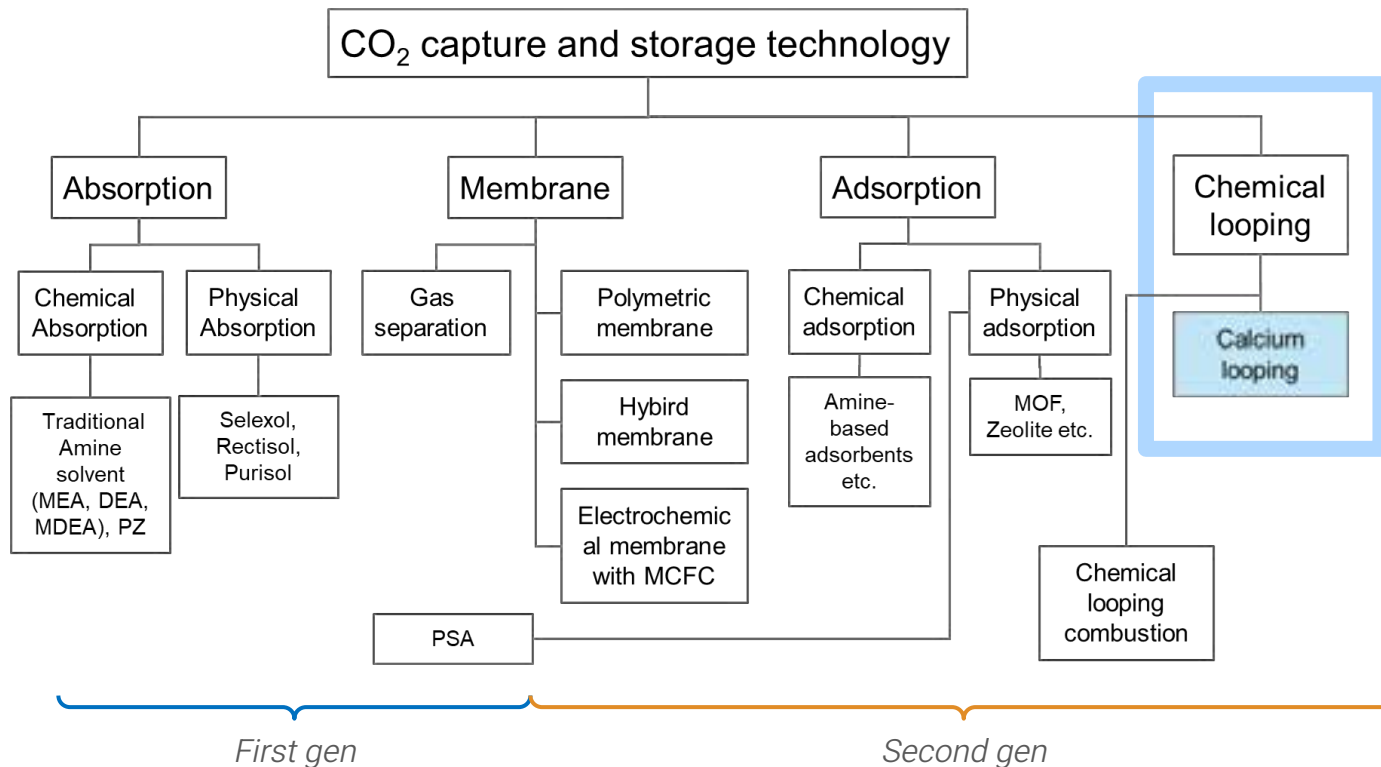 CO₂ capture and storage technology
Absorption
Membrane
Adsorption
Chemical
looping
Chemical
Absorption
Physical
Absorption
Gas
separation
Polymetric
membrane
Chemical
adsorption
Physical
adsorption
Calcium
looping
Traditional
Amine
solvent
(MEA, DEA,
MDEA), PZ
Selexol,
Rectisol,
Purisol
Hybird
membrane
Amine-
based
adsorbents
etc.
MOF,
Zeolite etc.
Electrochemic
al membrane
with MCFC
Chemical
looping
combustion
PSA
First gen
Second gen